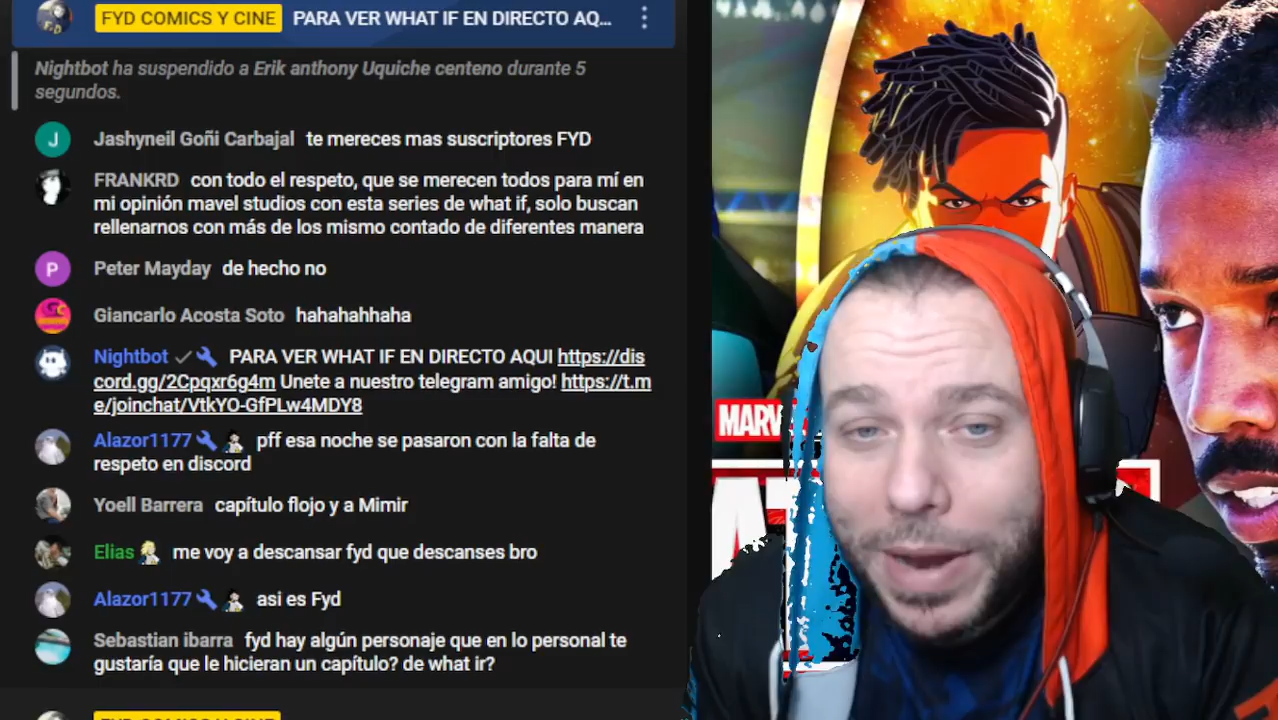 FYD COMICS Y CINE PARA VER WHAT IF EN DIRECTO AQ...
Nightbot ha suspendido a Erik anthony Uquiche centeno durante 5
segundos.
J Jashyneil Goñi Carbajal te mereces mas suscriptores FYD
FRANKRD con todo el respeto, que se merecen todos para mí en
mi opinión mavel studios con esta series de what if, solo buscan
rellenarnos con más de los mismo contado de diferentes manera
P Peter Mayday de hecho no
Giancarlo Acosta Soto hahahahhaha
Nightbot PARA VER WHAT IF EN DIRECTO AQUI https://dis
cord.gg/2Cpqxr6g4m Unete a nuestro telegram amigo! https://t.m
e/joinchat/VtkYO-GfPLw4MDY8
Alazor1177 pff esa noche se pasaron con la falta de
respeto en discord
Yoell Barrera capítulo flojo y a Mimir
Elias me voy a descansar fyd que descanses bro
Alazor1177 asi es Fyd
Sebastian ibarra fyd hay algún personaje que en lo personal te
gustaría que le hicieran un capítulo? de what ir?
FYD COMICS Y CINE
MARV